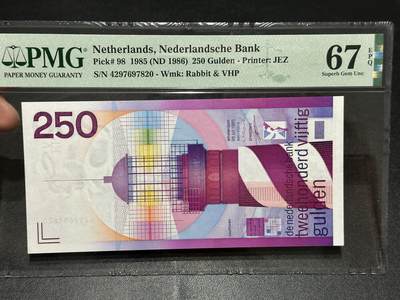 PMG
PAPER MONEY GUARANTY
Netherlands, Nederlandsche Bank
Pick# 98 1985 (ND 1986) 250 Gulden - Printer: JEZ
S/N 4297697820 - Wmk: Rabbit & VHP
67 EPQ
Superb Gem Unc
250
de nederlandsche bank
tweehonderd vijftig
gulden